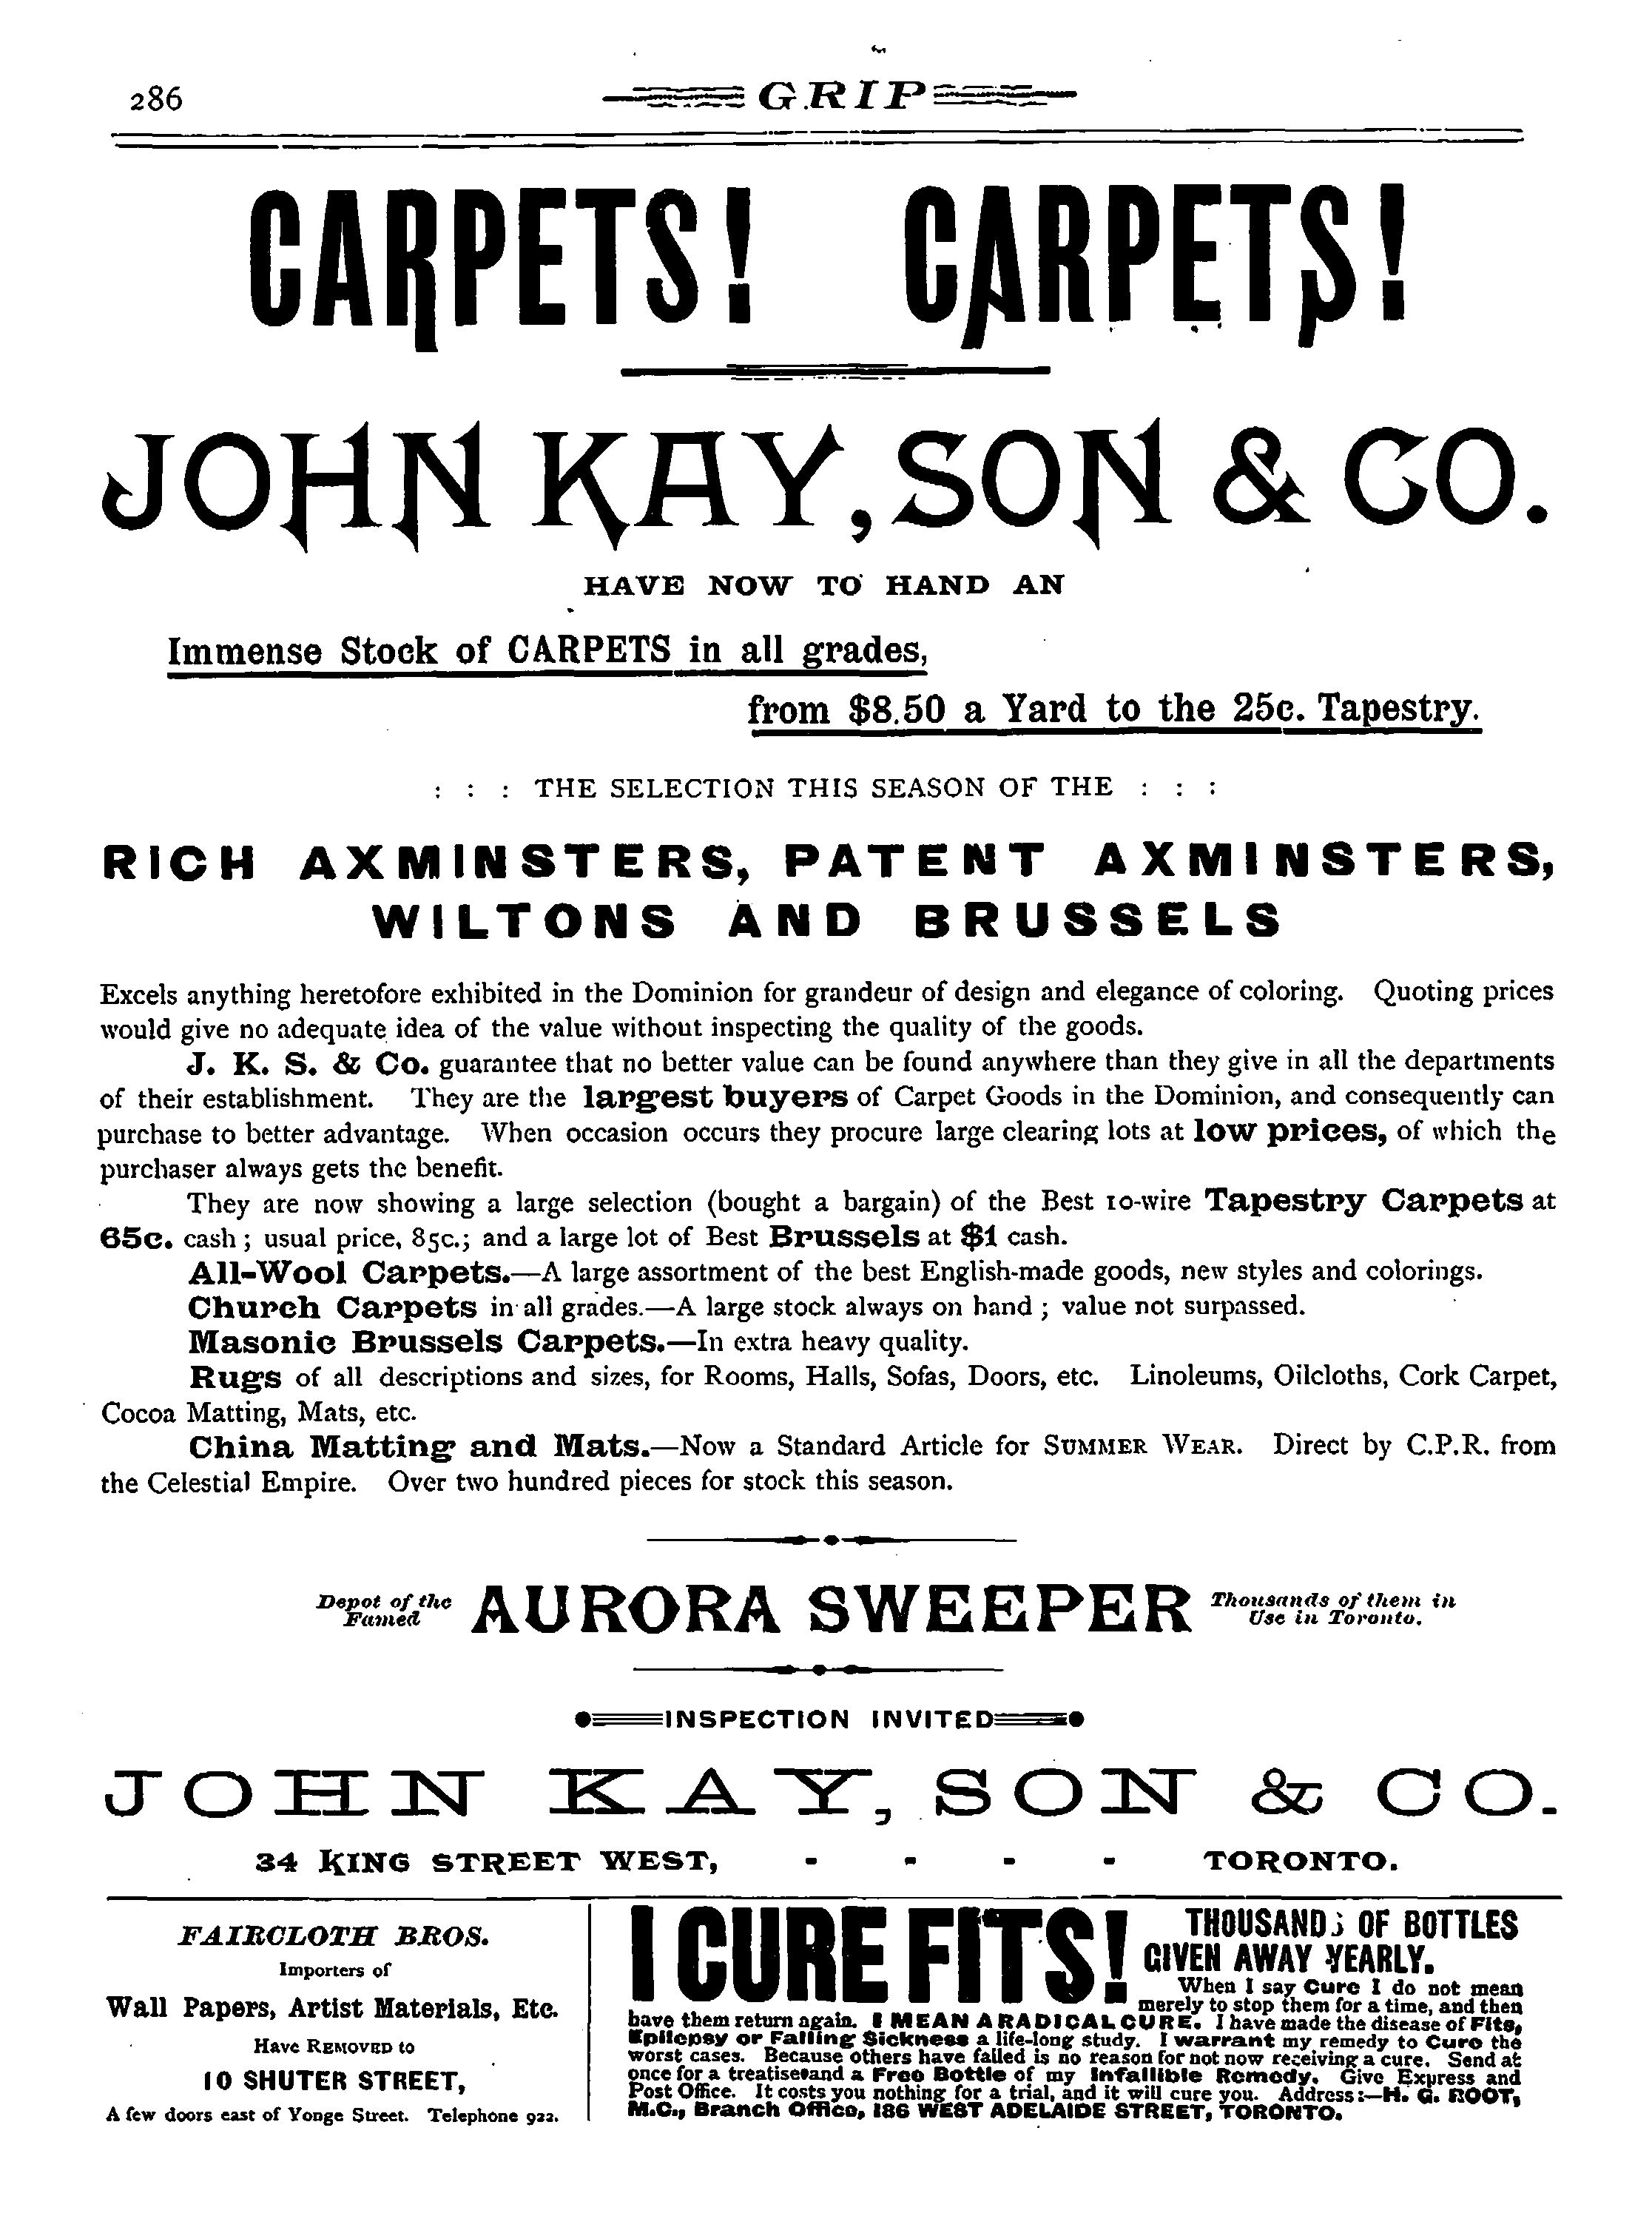 286
GRIP
CARPETS! CARPETS!
JOHN KAY, SON & CO.
HAVE NOW TO HAND AN
Immense Stock of CARPETS in all grades,
from $8.50 a Yard to the 25c. Tapestry.
: : : THE SELECTION THIS SEASON OF THE : : :
RICH AXMINSTERS, PATENT AXMINSTERS,
WILTONS AND BRUSSELS
Excels anything heretofore exhibited in the Dominion for grandeur of design and elegance of coloring. Quoting prices
would give no adequate idea of the value without inspecting the quality of the goods.
J. K. S. & Co. guarantee that no better value can be found anywhere than they give in all the departments
of their establishment. They are the largest buyers of Carpet Goods in the Dominion, and consequently can
purchase to better advantage. When occasion occurs they procure large clearing lots at low prices, of which the
purchaser always gets the benefit.
They are now showing a large selection (bought a bargain) of the Best 10-wire Tapestry Carpets at
65c. cash; usual price, 85c.; and a large lot of Best Brussels at $1 cash.
All-Wool Carpets.—A large assortment of the best English-made goods, new styles and colorings.
Church Carpets in all grades.—A large stock always on hand; value not surpassed.
Masonic Brussels Carpets.—In extra heavy quality.
Rugs of all descriptions and sizes, for Rooms, Halls, Sofas, Doors, etc. Linoleums, Oilcloths, Cork Carpet,
Cocoa Matting, Mats, etc.
China Matting and Mats.—Now a Standard Article for SUMMER WEAR. Direct by C.P.R. from
the Celestial Empire. Over two hundred pieces for stock this season.
Depot of the Famed AURORA SWEEPER Thousands of them in Use in Toronto.
INSPECTION INVITED
JOHN KAY, SON & CO.
34 KING STREET WEST, - - - - TORONTO.
FAIRCLOTH BROS.
Importers of
Wall Papers, Artist Materials, Etc.
Have REMOVED to
10 SHUTER STREET,
A few doors east of Yonge Street. Telephone 922.
I CURE FITS! THOUSANDS OF BOTTLES
GIVEN AWAY YEARLY.
When I say Cure I do not mean
merely to stop them for a time, and then
have them return again. I MEAN A RADICAL CURE. I have made the disease of Fits,
Epilepsy or Falling Sickness a life-long study. I warrant my remedy to Cure the
worst cases. Because others have failed is no reason for not now receiving a cure. Send at
once for a treatise and a Free Bottle of my Infallible Remedy. Give Express and
Post Office. It costs you nothing for a trial, and it will cure you. Address:—H. G. ROOT,
M.C., Branch Office, 186 WEST ADELAIDE STREET, TORONTO.